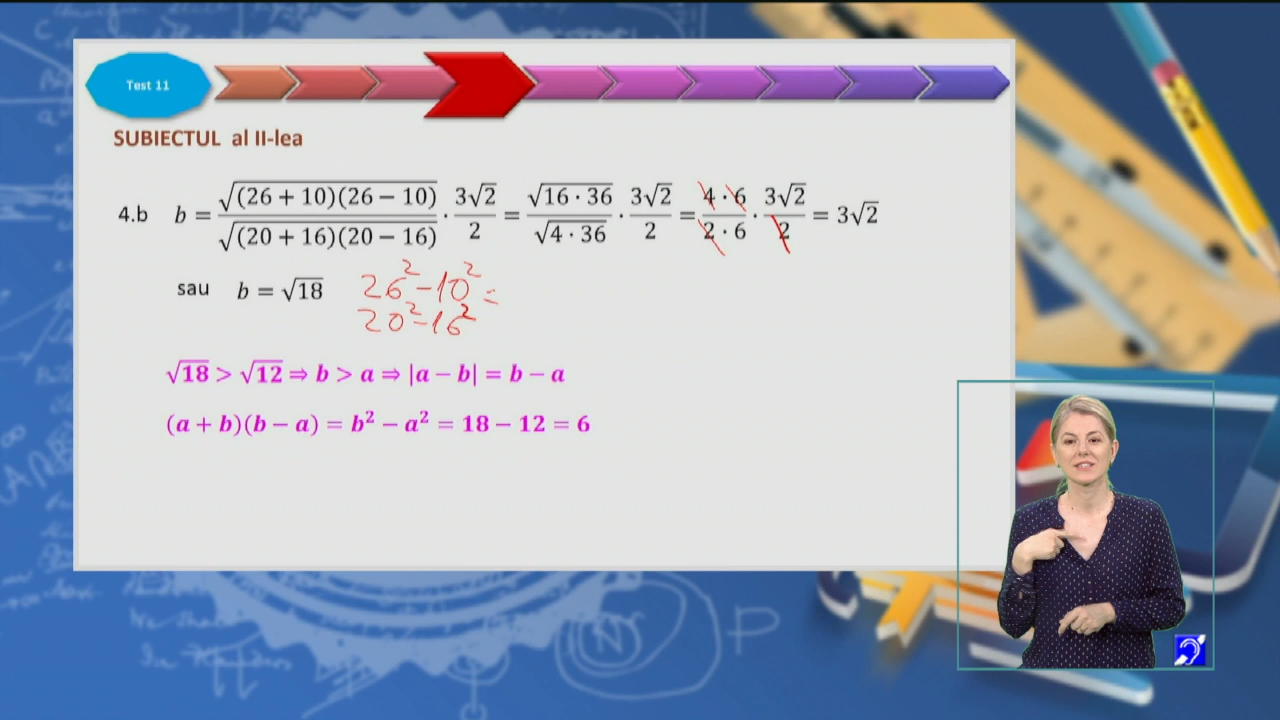 Test 11
SUBIECTUL al II-lea
4.b b = √((26 + 10)(26 − 10)) / √((20 + 16)(20 − 16)) · 3√2 / 2 = √(16 · 36) / √(4 · 36) · 3√2 / 2 = 4 · 6 / 2 · 6 · 3√2 / 2 = 3√2
sau b = √18
26² − 10² =
20² − 16²
√18 > √12 ⇒ b > a ⇒ |a − b| = b − a
(a + b)(b − a) = b² − a² = 18 − 12 = 6
N
P